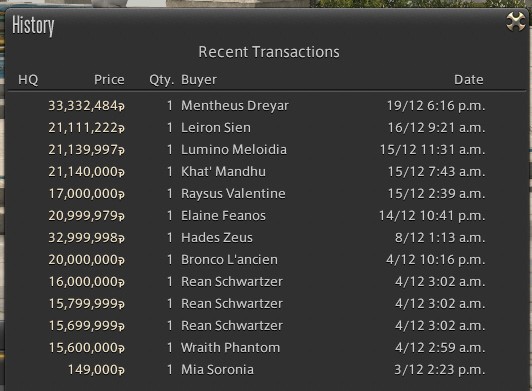 History
Recent Transactions
HQ Price Qty. Buyer Date
33,332,484 1 Mentheus Dreyar 19/12 6:16 p.m.
21,111,222 1 Leiron Sien 16/12 9:21 a.m.
21,139,997 1 Lumino Meloidia 15/12 11:31 a.m.
21,140,000 1 Khat' Mandhu 15/12 7:43 a.m.
17,000,000 1 Raysus Valentine 15/12 2:39 a.m.
20,999,979 1 Elaine Feanos 14/12 10:41 p.m.
32,999,998 1 Hades Zeus 8/12 1:13 a.m.
20,000,000 1 Bronco L'ancien 4/12 10:16 p.m.
16,000,000 1 Rean Schwartzer 4/12 3:02 a.m.
15,799,999 1 Rean Schwartzer 4/12 3:02 a.m.
15,699,999 1 Rean Schwartzer 4/12 3:02 a.m.
15,600,000 1 Wraith Phantom 4/12 2:59 a.m.
149,000 1 Mia Soronia 3/12 2:23 p.m.